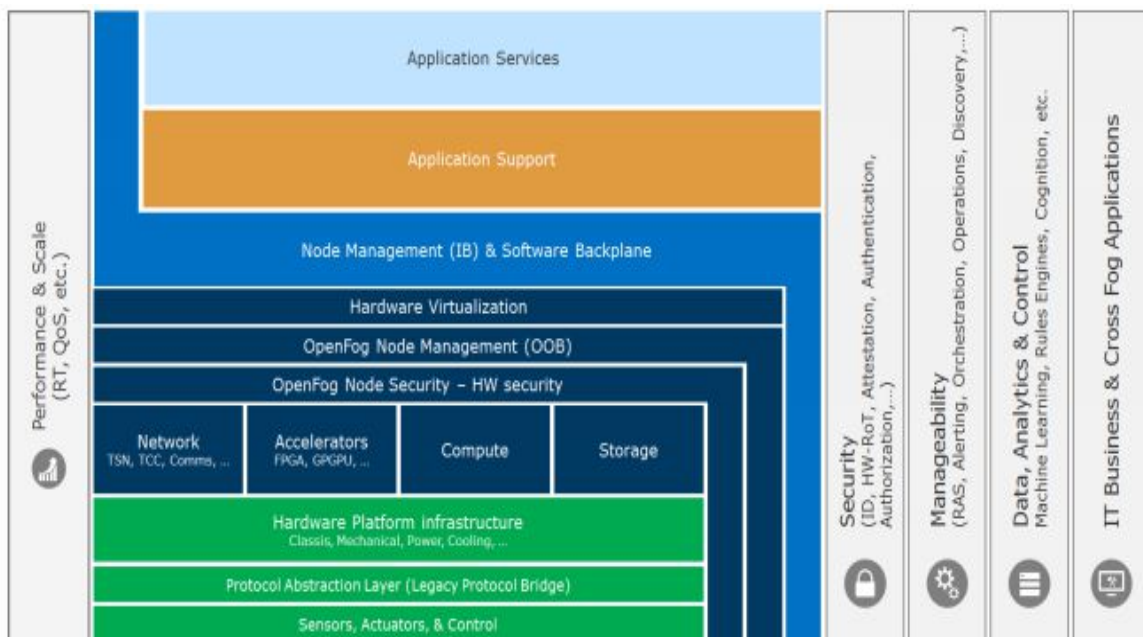 Performance & Scale
(RT, QoS, etc.)
Application Services
Application Support
Node Management (IB) & Software Backplane
Hardware Virtualization
OpenFog Node Management (OOB)
OpenFog Node Security – HW security
Network
TSN, TCC, Comms, ...
Accelerators
FPGA, GPGPU, ...
Compute
Storage
Hardware Platform infrastructure
Classis, Mechanical, Power, Cooling, ...
Protocol Abstraction Layer (Legacy Protocol Bridge)
Sensors, Actuators, & Control
Security
(ID, HW-RoT, Attestation, Authentication,
Authorization,...)
Manageability
(RAS, Alerting, Orchestration, Operations, Discovery,...)
Data, Analytics & Control
Machine Learning, Rules Engines, Cognition, etc.
IT Business & Cross Fog Applications